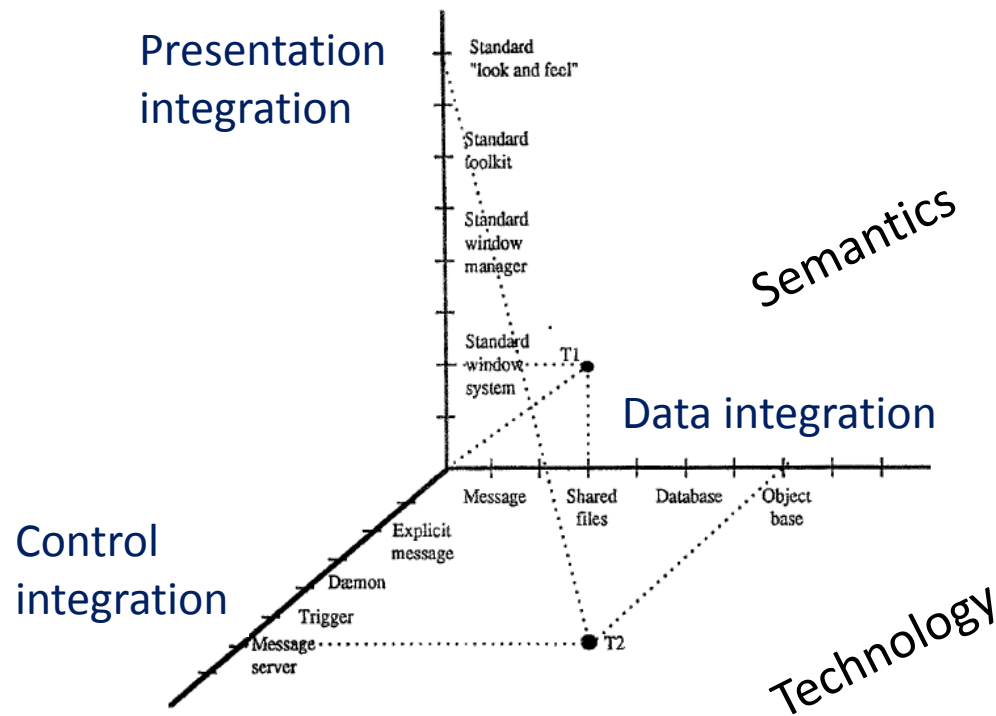 Presentation
integration
Standard
"look and feel"
Standard
toolkit
Standard
window
manager
Semantics
Standard
window
system
T1
Data integration
Message
Shared
files
Database
Object
base
Control
integration
Explicit
message
Dæmon
Trigger
Message
server
T2
Technology